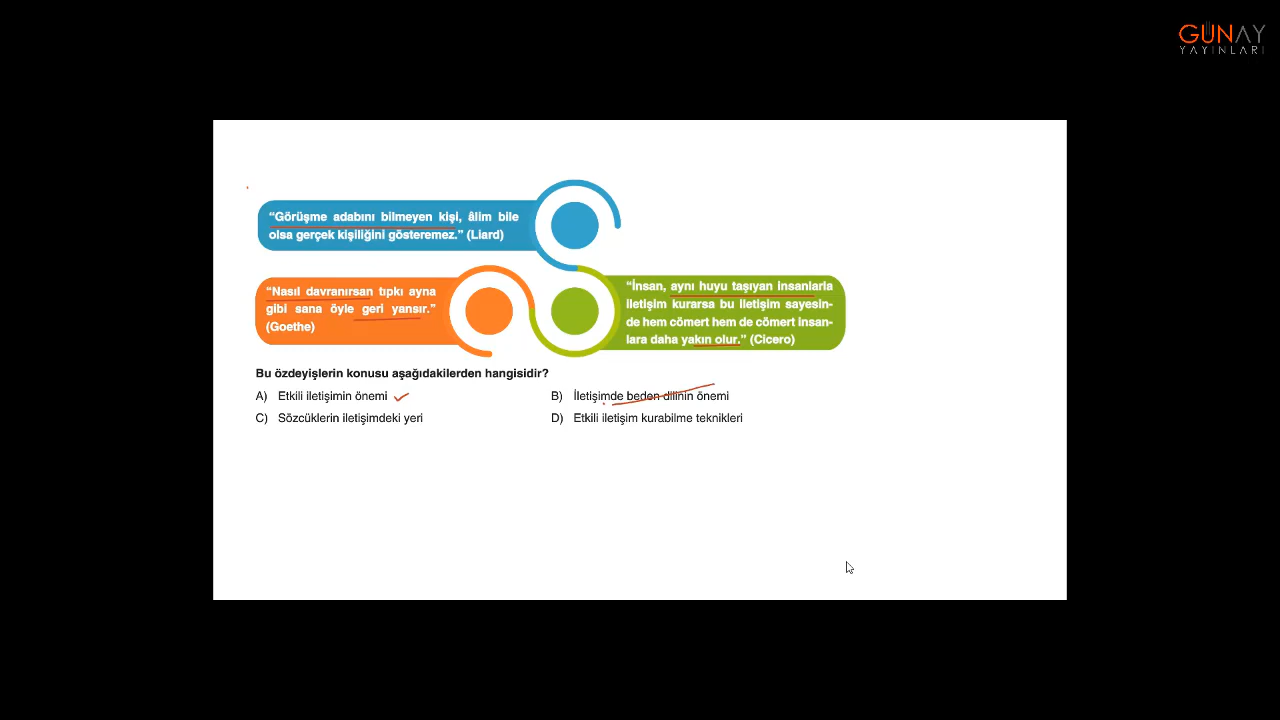 GÜNAY
YAYINLARI
“Görüşme adabını bilmeyen kişi, âlim bile
olsa gerçek kişiliğini gösteremez.” (Liard)
“Nasıl davranırsan tıpkı ayna
gibi sana öyle geri yansır.”
(Goethe)
“İnsan, aynı huyu taşıyan insanlarla
iletişim kurarsa bu iletişim sayesin-
de hem cömert hem de cömert insan-
lara daha yakın olur.” (Cicero)
Bu özdeyişlerin konusu aşağıdakilerden hangisidir?
A) Etkili iletişimin önemi
B) İletişimde beden dilinin önemi
C) Sözcüklerin iletişimdeki yeri
D) Etkili iletişim kurabilme teknikleri